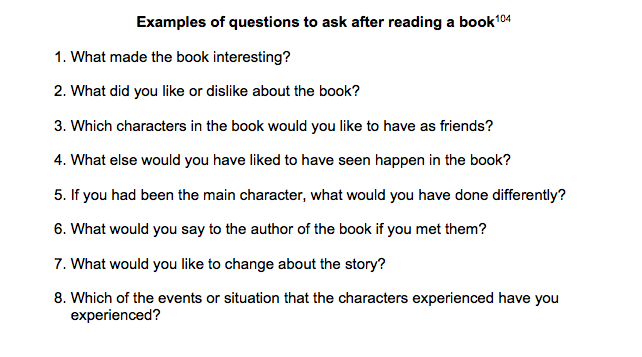 Examples of questions to ask after reading a book104
1. What made the book interesting?
2. What did you like or dislike about the book?
3. Which characters in the book would you like to have as friends?
4. What else would you have liked to have seen happen in the book?
5. If you had been the main character, what would you have done differently?
6. What would you say to the author of the book if you met them?
7. What would you like to change about the story?
8. Which of the events or situation that the characters experienced have you
experienced?